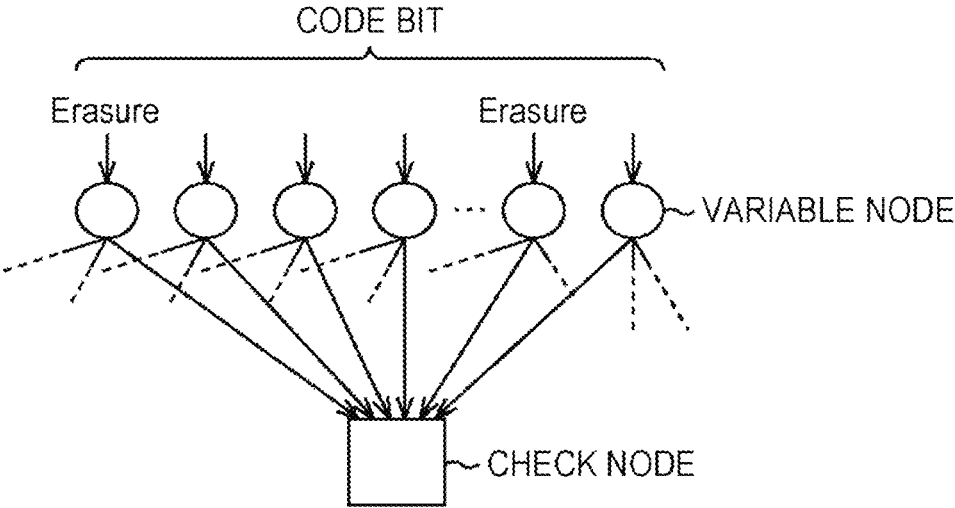 CODE BIT
Erasure
Erasure
...
VARIABLE NODE
CHECK NODE